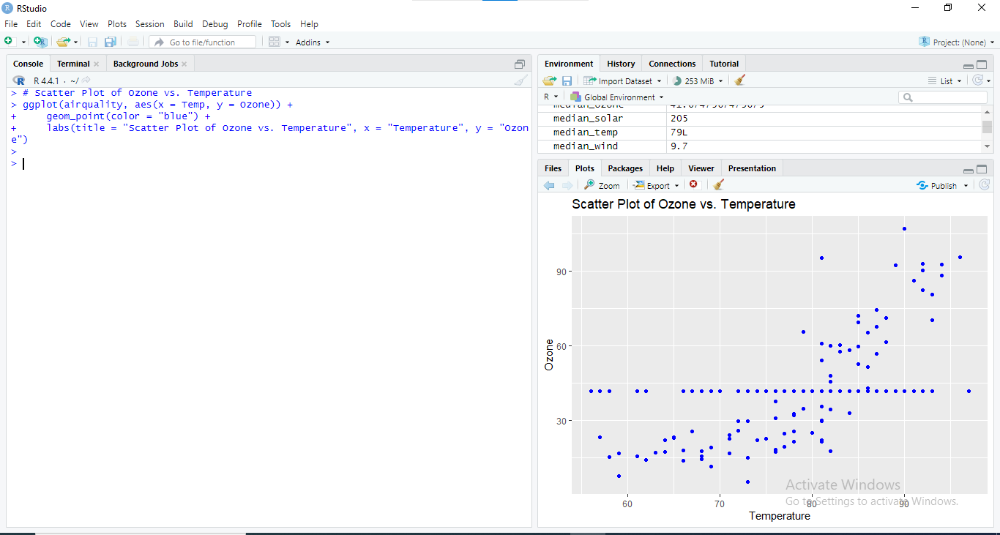 RStudio
File Edit Code View Plots Session Build Debug Profile Tools Help
Go to file/function Addins Project: (None)
Console Terminal Background Jobs
R 4.4.1 · ~/
> # Scatter Plot of Ozone vs. Temperature
> ggplot(airquality, aes(x = Temp, y = Ozone)) +
+     geom_point(color = "blue") +
+     labs(title = "Scatter Plot of Ozone vs. Temperature", x = "Temperature", y = "Ozon
e")
>
>
Environment History Connections Tutorial
Import Dataset 253 MiB List
R Global Environment
median_solar 205
median_temp 79L
median_wind 9.7
Files Plots Packages Help Viewer Presentation
Zoom Export Publish
Scatter Plot of Ozone vs. Temperature
Ozone
90
60
30
60 70 80 90
Temperature
Activate Windows
Go to Settings to activate Windows.